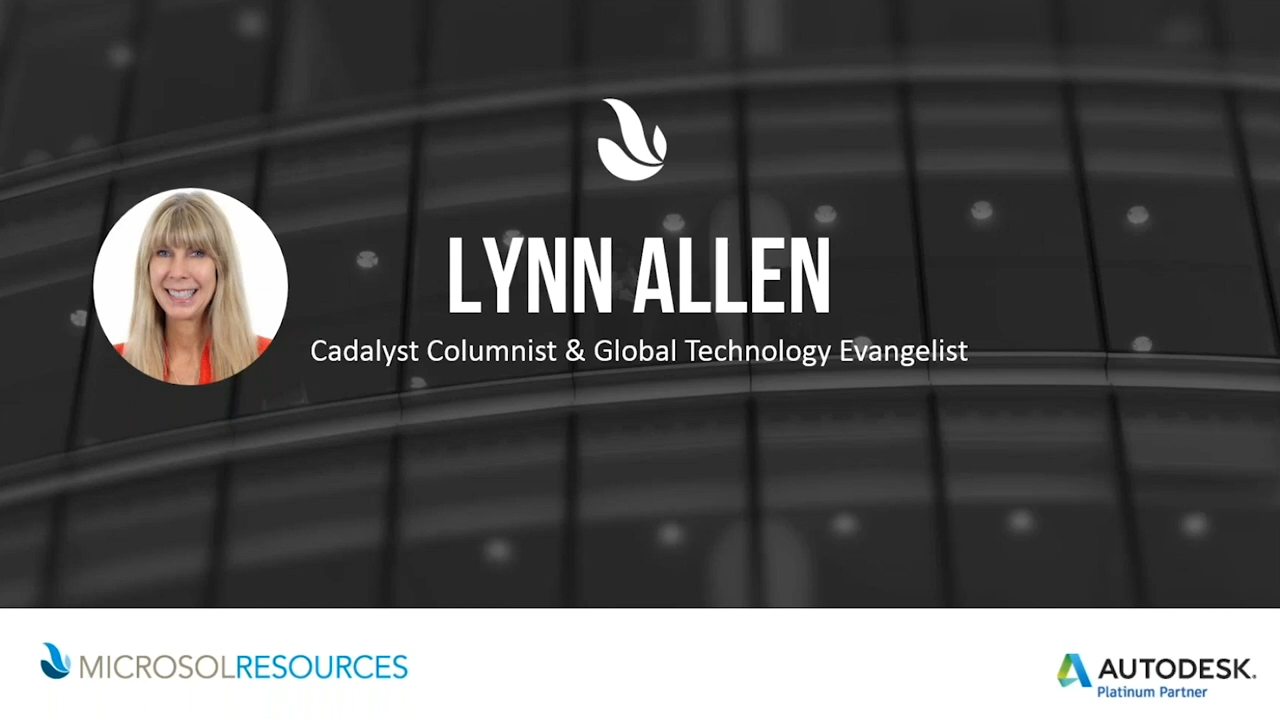 LYNN ALLEN
Cadalyst Columnist & Global Technology Evangelist
MICROSOLRESOURCES
AUTODESK.
Platinum Partner